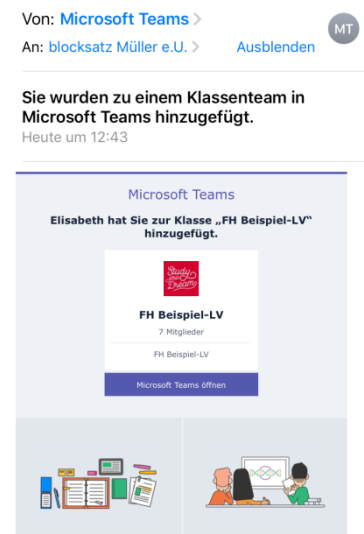 Von: Microsoft Teams
MT
An: blocksatz Müller e.U. Ausblenden
Sie wurden zu einem Klassenteam in
Microsoft Teams hinzugefügt.
Heute um 12:43
Microsoft Teams
Elisabeth hat Sie zur Klasse „FH Beispiel-LV“
hinzugefügt.
Study
your
Dream
FH Beispiel-LV
7 Mitglieder
FH Beispiel-LV
Microsoft Teams öffnen